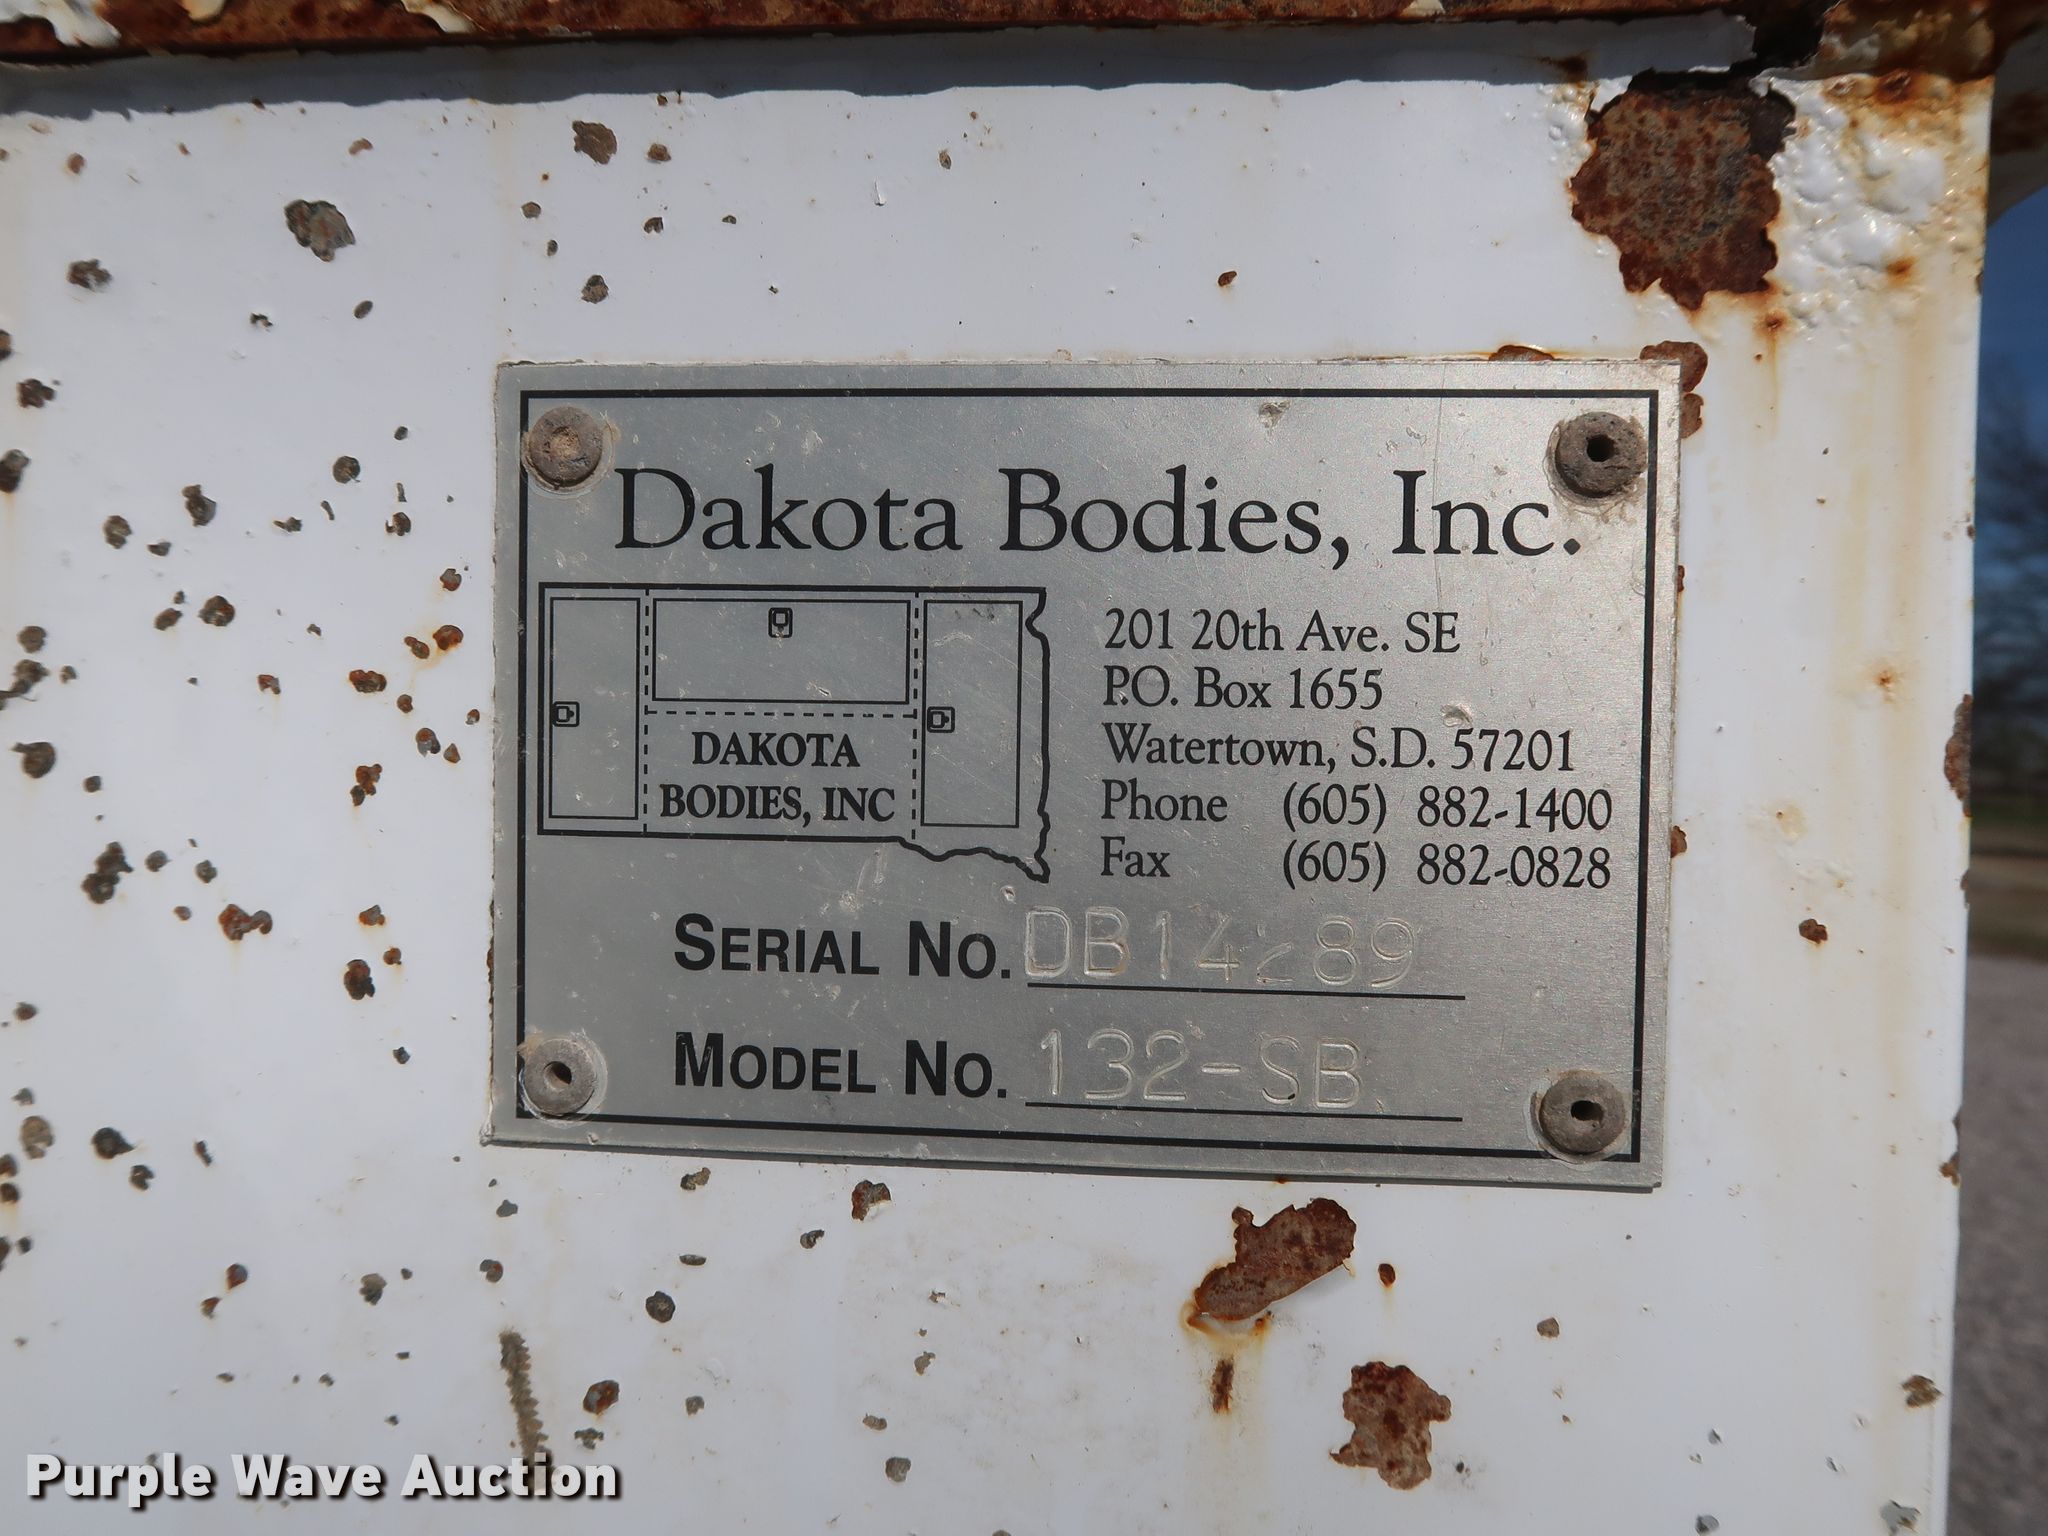 Dakota Bodies, Inc.
DAKOTA
BODIES, INC
201 20th Ave. SE
P.O. Box 1655
Watertown, S.D. 57201
Phone (605) 882-1400
Fax (605) 882-0828
SERIAL NO. DB14289
MODEL NO. 132-SB
Purple Wave Auction